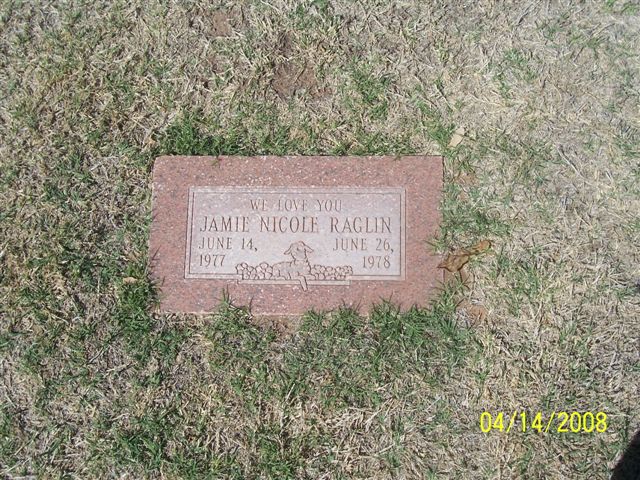 WE LOVE YOU
JAMIE NICOLE RAGLIN
JUNE 14, JUNE 26,
1977 1978
04/14/2008